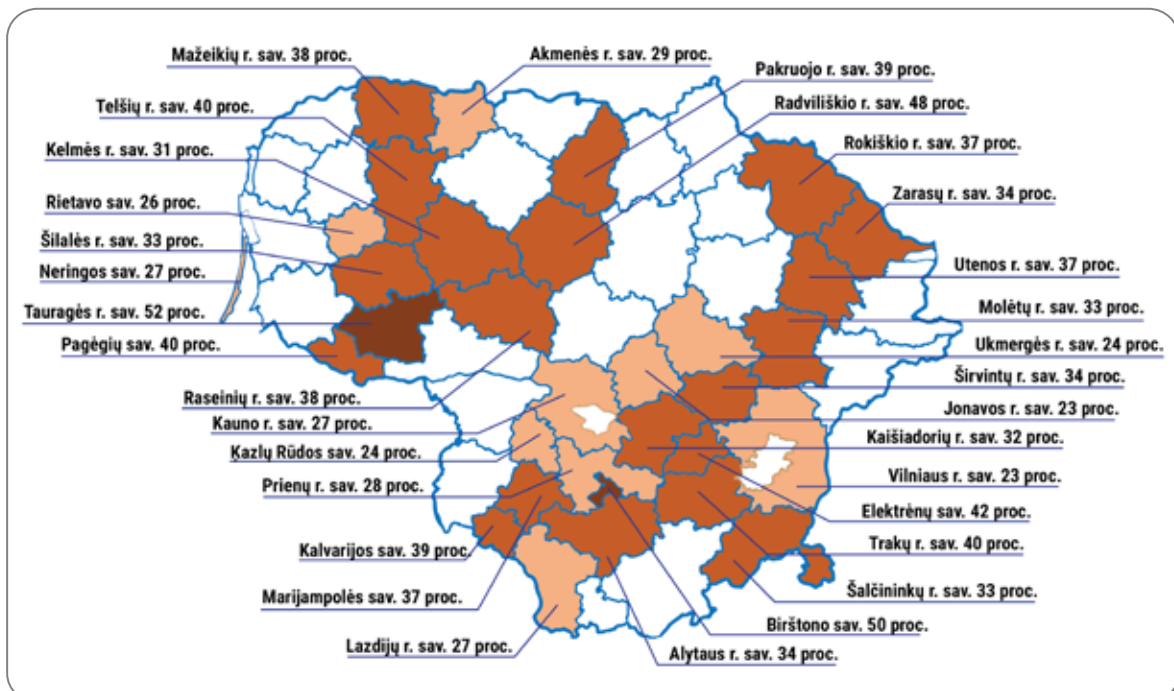 Mažeikių r. sav. 38 proc.
Akmenės r. sav. 29 proc.
Pakruojo r. sav. 39 proc.
Telšių r. sav. 40 proc.
Radviliškio r. sav. 48 proc.
Kelmės r. sav. 31 proc.
Rokiškio r. sav. 37 proc.
Rietavo sav. 26 proc.
Zarasų r. sav. 34 proc.
Šilalės r. sav. 33 proc.
Neringos sav. 27 proc.
Utenos r. sav. 37 proc.
Tauragės r. sav. 52 proc.
Molėtų r. sav. 33 proc.
Pagėgių sav. 40 proc.
Ukmergės r. sav. 24 proc.
Širvintų r. sav. 34 proc.
Raseinių r. sav. 38 proc.
Jonavos r. sav. 23 proc.
Kauno r. sav. 27 proc.
Kaišiadorių r. sav. 32 proc.
Kazlų Rūdos sav. 24 proc.
Vilniaus r. sav. 23 proc.
Prienų r. sav. 28 proc.
Elektrėnų sav. 42 proc.
Trakų r. sav. 40 proc.
Kalvarijos sav. 39 proc.
Šalčininkų r. sav. 33 proc.
Marijampolės sav. 37 proc.
Birštono sav. 50 proc.
Lazdijų r. sav. 27 proc.
Alytaus r. sav. 34 proc.